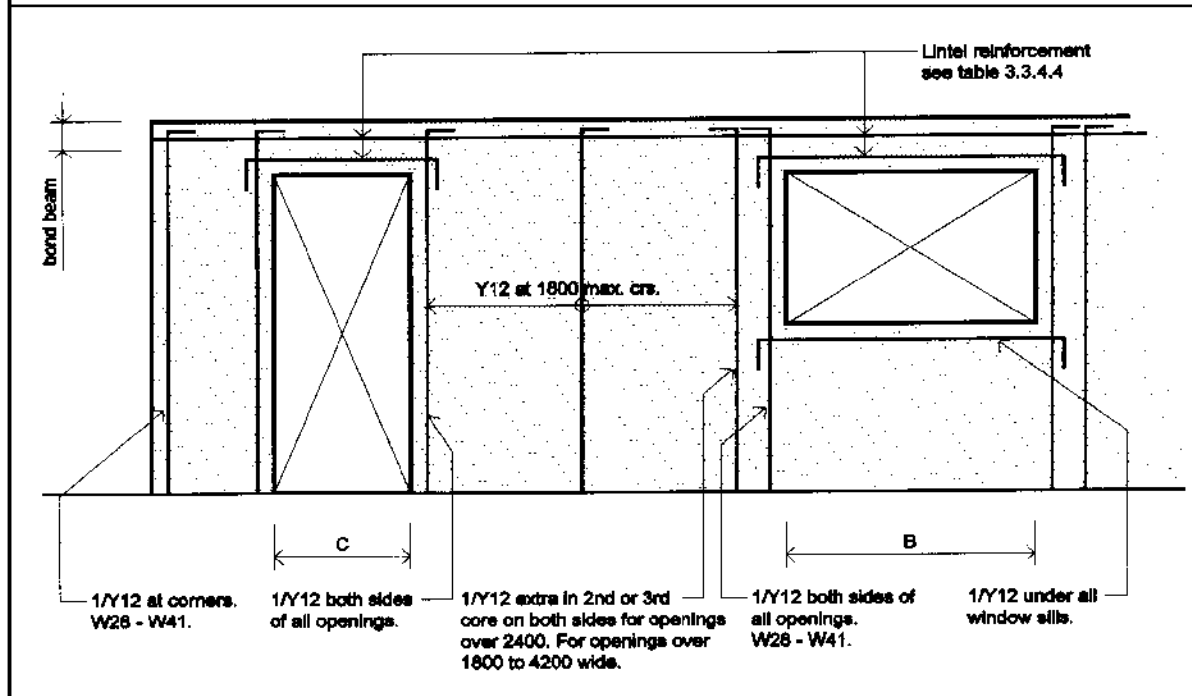 Lintel reinforcement
see table 3.3.4.4
bond beam
Y12 at 1800 max. crs.
C
B
1/Y12 at corners.
W28 - W41.
1/Y12 both sides
of all openings.
1/Y12 extra in 2nd or 3rd
core on both sides for openings
over 2400. For openings over
1800 to 4200 wide.
1/Y12 both sides of
all openings.
W28 - W41.
1/Y12 under all
window sills.